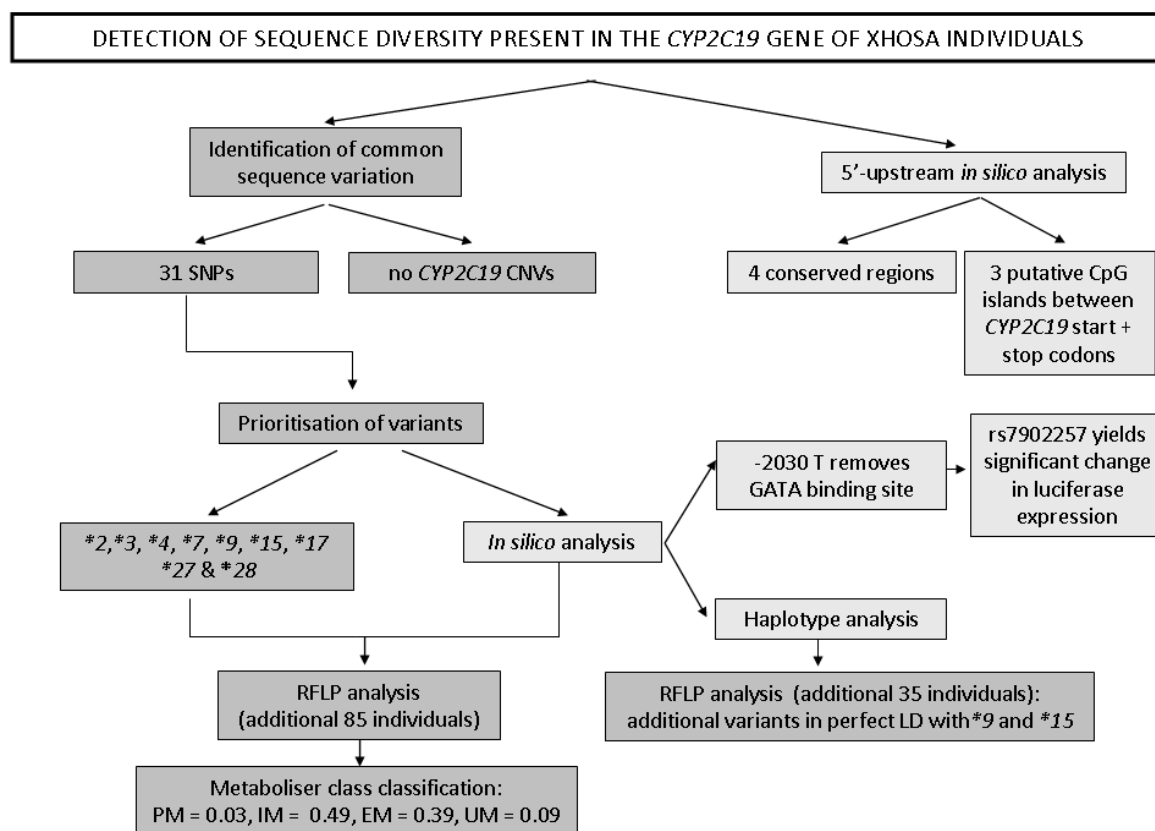 DETECTION OF SEQUENCE DIVERSITY PRESENT IN THE CYP2C19 GENE OF XHOSA INDIVIDUALS
Identification of common
sequence variation
5’-upstream in silico analysis
31 SNPs
no CYP2C19 CNVs
4 conserved regions
3 putative CpG
islands between
CYP2C19 start +
stop codons
Prioritisation of variants
-2030 T removes
GATA binding site
rs7902257 yields
significant change
in luciferase
expression
*2,*3, *4, *7, *9, *15, *17
*27 & *28
In silico analysis
Haplotype analysis
RFLP analysis
(additional 85 individuals)
RFLP analysis (additional 35 individuals):
additional variants in perfect LD with *9 and *15
Metaboliser class classification:
PM = 0.03, IM = 0.49, EM = 0.39, UM = 0.09